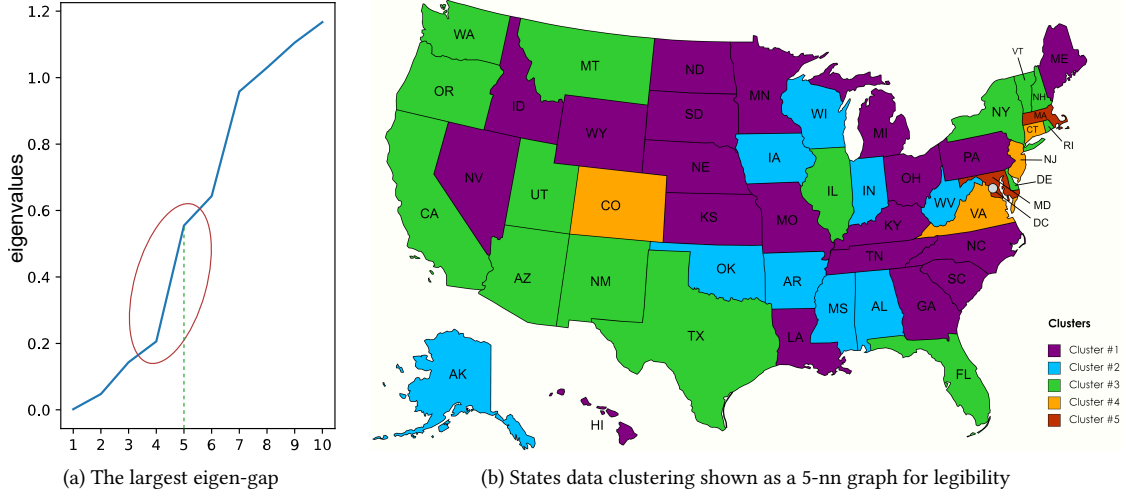 1.2
1.0
0.8
0.6
0.4
0.2
0.0
eigenvalues
1 2 3 4 5 6 7 8 9 10
(a) The largest eigen-gap
WA
MT
ND
MN
ME
VT
NH
OR
ID
SD
WI
NY
MA
WY
MI
CT
RI
NE
IA
PA
NJ
NV
UT
IL
IN
OH
DE
CA
CO
KS
MO
WV
VA
MD
DC
KY
AZ
NM
OK
AR
TN
NC
SC
MS
AL
GA
TX
LA
FL
AK
HI
Clusters
Cluster #1
Cluster #2
Cluster #3
Cluster #4
Cluster #5
(b) States data clustering shown as a 5-nn graph for legibility